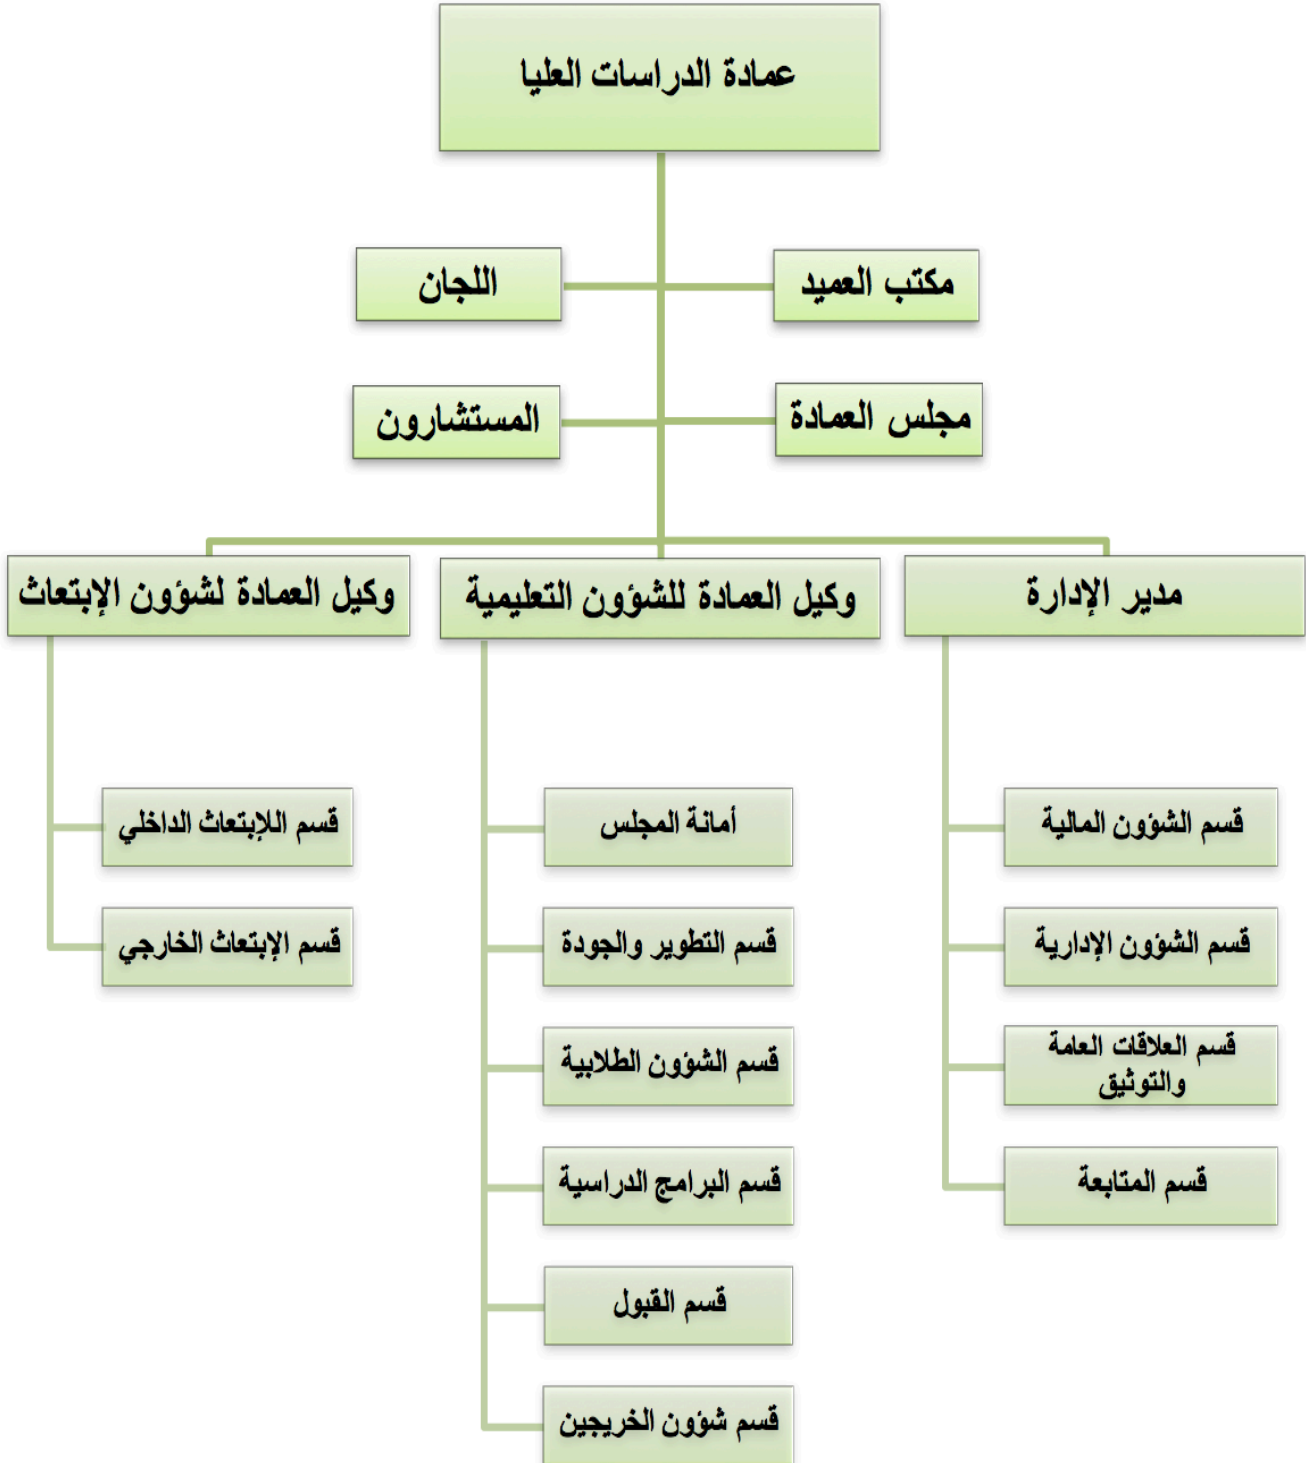 عمادة الدراسات العليا
مكتب العميد
اللجان
مجلس العمادة
المستشارون
مدير الإدارة
وكيل العمادة للشؤون التعليمية
وكيل العمادة لشؤون الإبتعاث
قسم الشؤون المالية
قسم الشؤون الإدارية
قسم العلاقات العامة
والتوثيق
قسم المتابعة
أمانة المجلس
قسم التطوير والجودة
قسم الشؤون الطلابية
قسم البرامج الدراسية
قسم القبول
قسم شؤون الخريجين
قسم اللإبتعاث الداخلي
قسم الإبتعاث الخارجي